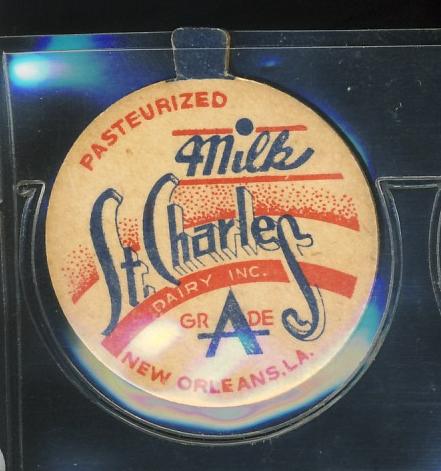 PASTEURIZED
Milk
St. Charles
DAIRY INC.
GRADE
A
NEW ORLEANS, LA.